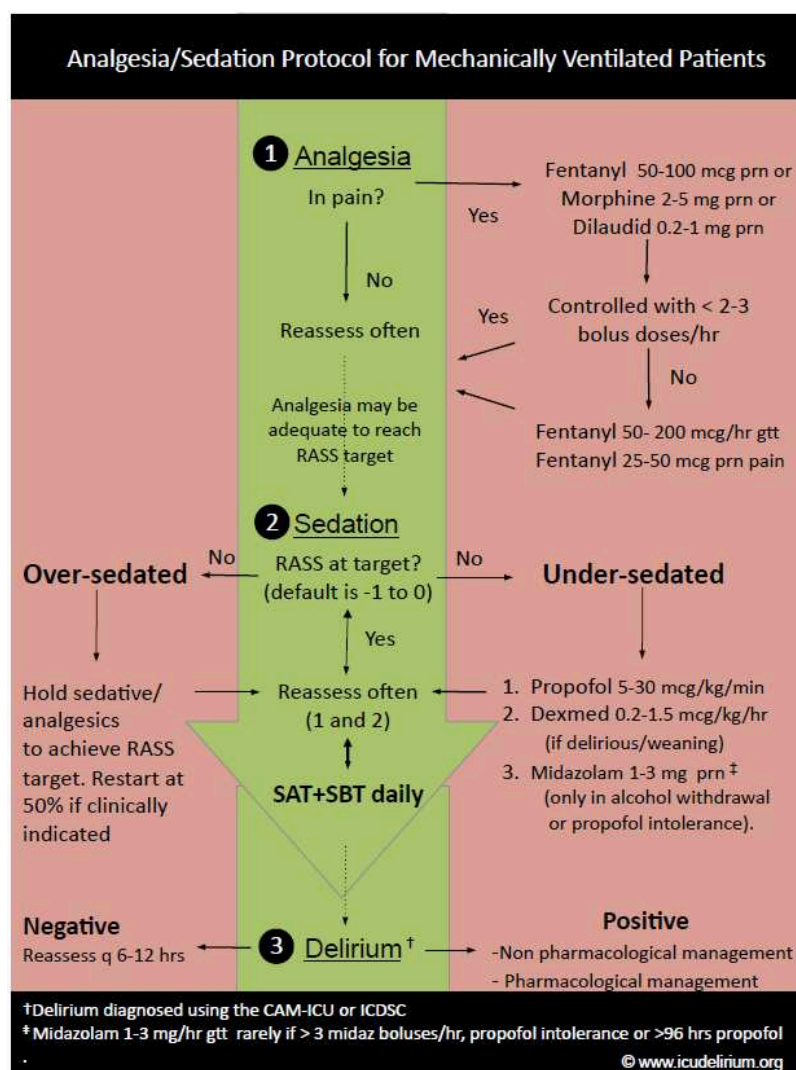 Analgesia/Sedation Protocol for Mechanically Ventilated Patients
1 Analgesia
In pain?
Yes
Fentanyl 50-100 mcg prn or
Morphine 2-5 mg prn or
Dilaudid 0.2-1 mg prn
No
Reassess often
Yes
Controlled with < 2-3
bolus doses/hr
No
Analgesia may be
adequate to reach
RASS target
Fentanyl 50- 200 mcg/hr gtt
Fentanyl 25-50 mcg prn pain
2 Sedation
RASS at target?
(default is -1 to 0)
No
Over-sedated
No
Under-sedated
Yes
Hold sedative/
analgesics
to achieve RASS
target. Restart at
50% if clinically
indicated
Reassess often
(1 and 2)
1. Propofol 5-30 mcg/kg/min
2. Dexmed 0.2-1.5 mcg/kg/hr
(if delirious/weaning)
3. Midazolam 1-3 mg prn ‡
(only in alcohol withdrawal
or propofol intolerance).
SAT+SBT daily
Negative
Reassess q 6-12 hrs
3 Delirium †
Positive
-Non pharmacological management
- Pharmacological management
†Delirium diagnosed using the CAM-ICU or ICDSC
‡Midazolam 1-3 mg/hr gtt rarely if > 3 midaz boluses/hr, propofol intolerance or >96 hrs propofol
.
© www.icudelirium.org